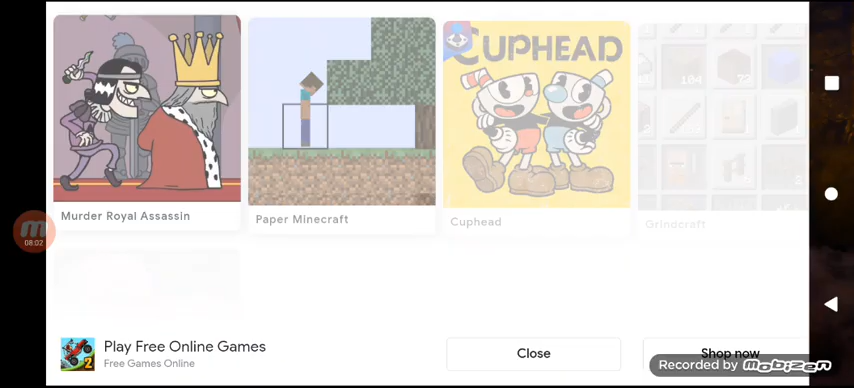 CUPHEAD
104
72
Murder Royal Assassin
Paper Minecraft
Cuphead
Grindcraft
08:02
2
Play Free Online Games
Free Games Online
Close
Shop now
Recorded by mobizen